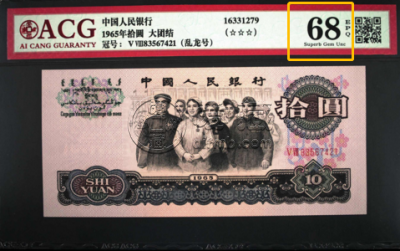 ACG
AI CANG GUARANTY
中国人民银行 16331279
1965年拾圆 大团结 (☆☆☆)
冠号：VⅦⅢ83567421（乱龙号）
68
EPQ
Superb Gem Unc
中国人民银行
拾圆
VⅦⅢ83567421
SHI
YUAN
1965
10